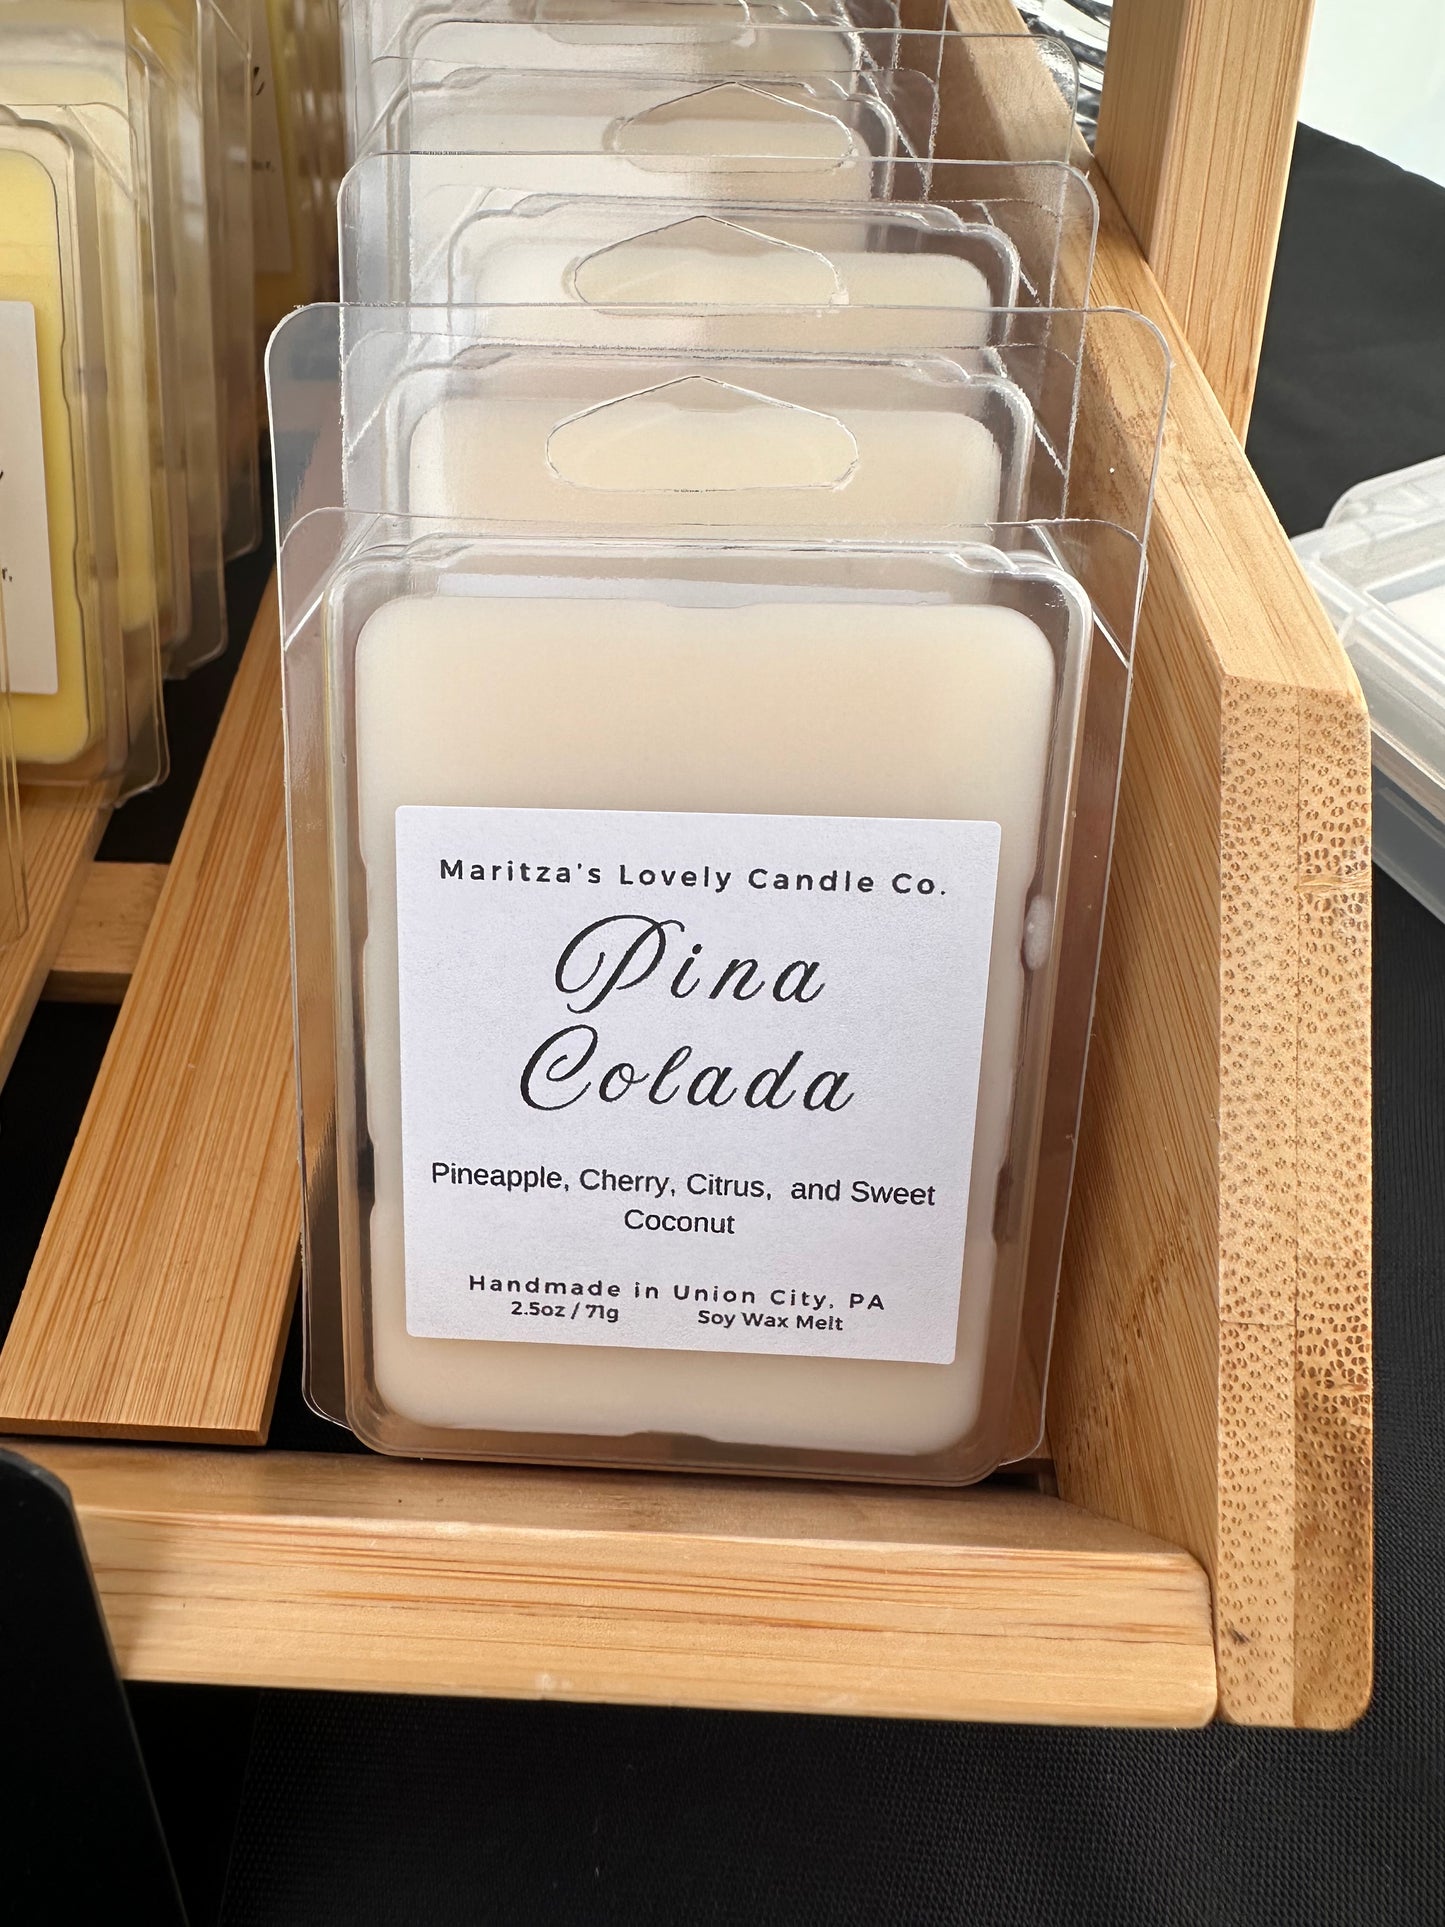 Maritza's Lovely Candle Co.
Pina
Colada
Pineapple, Cherry, Citrus,  and Sweet
Coconut
Handmade in Union City, PA
2.5oz / 71g Soy Wax Melt